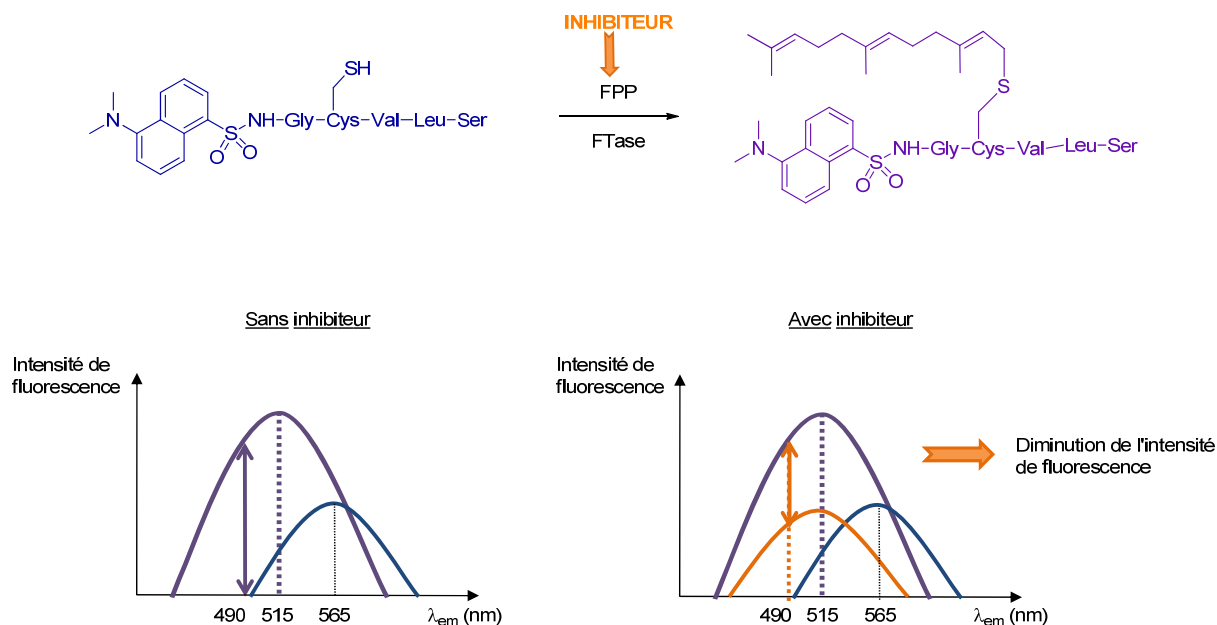 INHIBITEUR
SH
FPP
S
N
S
NH-Gly-Cys-Val-Leu-Ser
O O
FTase
N
S
NH-Gly-Cys-Val-Leu-Ser
O O
Sans inhibiteur
Avec inhibiteur
Intensité de
fluorescence
490 515 565 λem (nm)
Intensité de
fluorescence
490 515 565 λem (nm)
Diminution de l'intensité
de fluorescence